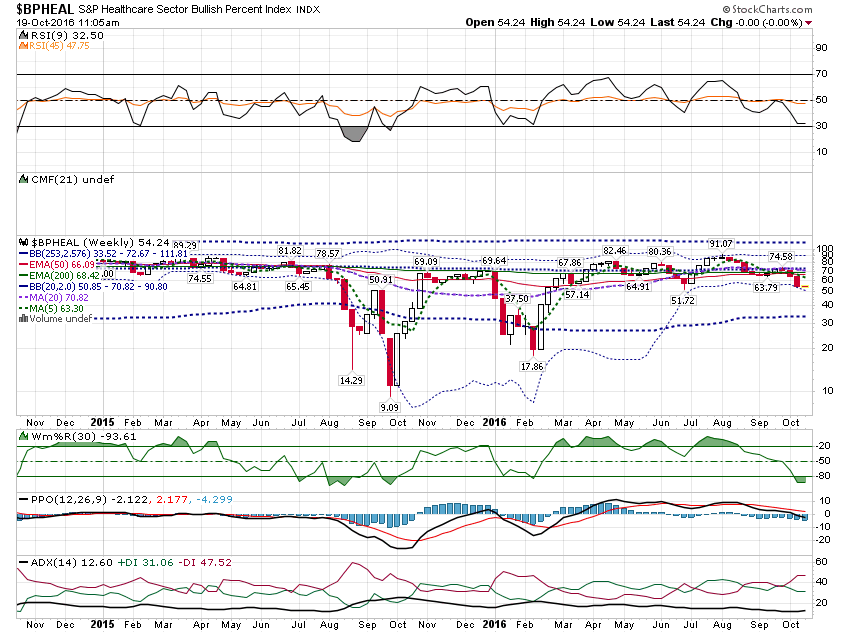 $BPHEAL S&P Healthcare Sector Bullish Percent Index INDX
© StockCharts.com
19-Oct-2016 11:05am
Open 54.24 High 54.24 Low 54.24 Last 54.24 Chg -0.00 (-0.00%)
RSI(9) 32.50
RSI(45) 47.75
90
70
50
30
10
CMF(21) undef
$BPHEAL (Weekly) 54.24
BB(253,2.576) 33.52 - 72.67 - 111.81
EMA(50) 66.09
EMA(200) 68.42
BB(20,2.0) 50.85 - 70.82 - 90.80
MA(20) 70.82
MA(5) 63.30
Volume undef
89.29
.00
74.55
64.81
81.82
65.45
78.57
14.29
50.91
9.09
69.09
69.64
37.50
17.86
67.86
57.14
82.46
64.91
80.36
51.72
91.07
63.79
74.58
100
90
80
70
60
50
40
30
20
10
Nov Dec 2015 Feb Mar Apr May Jun Jul Aug Sep Oct Nov Dec 2016 Feb Mar Apr May Jun Jul Aug Sep Oct
Wm%R(30) -93.61
-20
-50
-80
PPO(12,26,9) -2.122, 2.177, -4.299
10
0
-10
-20
ADX(14) 12.60 +DI 31.06 -DI 47.52
60
40
20
Nov Dec 2015 Feb Mar Apr May Jun Jul Aug Sep Oct Nov Dec 2016 Feb Mar Apr May Jun Jul Aug Sep Oct